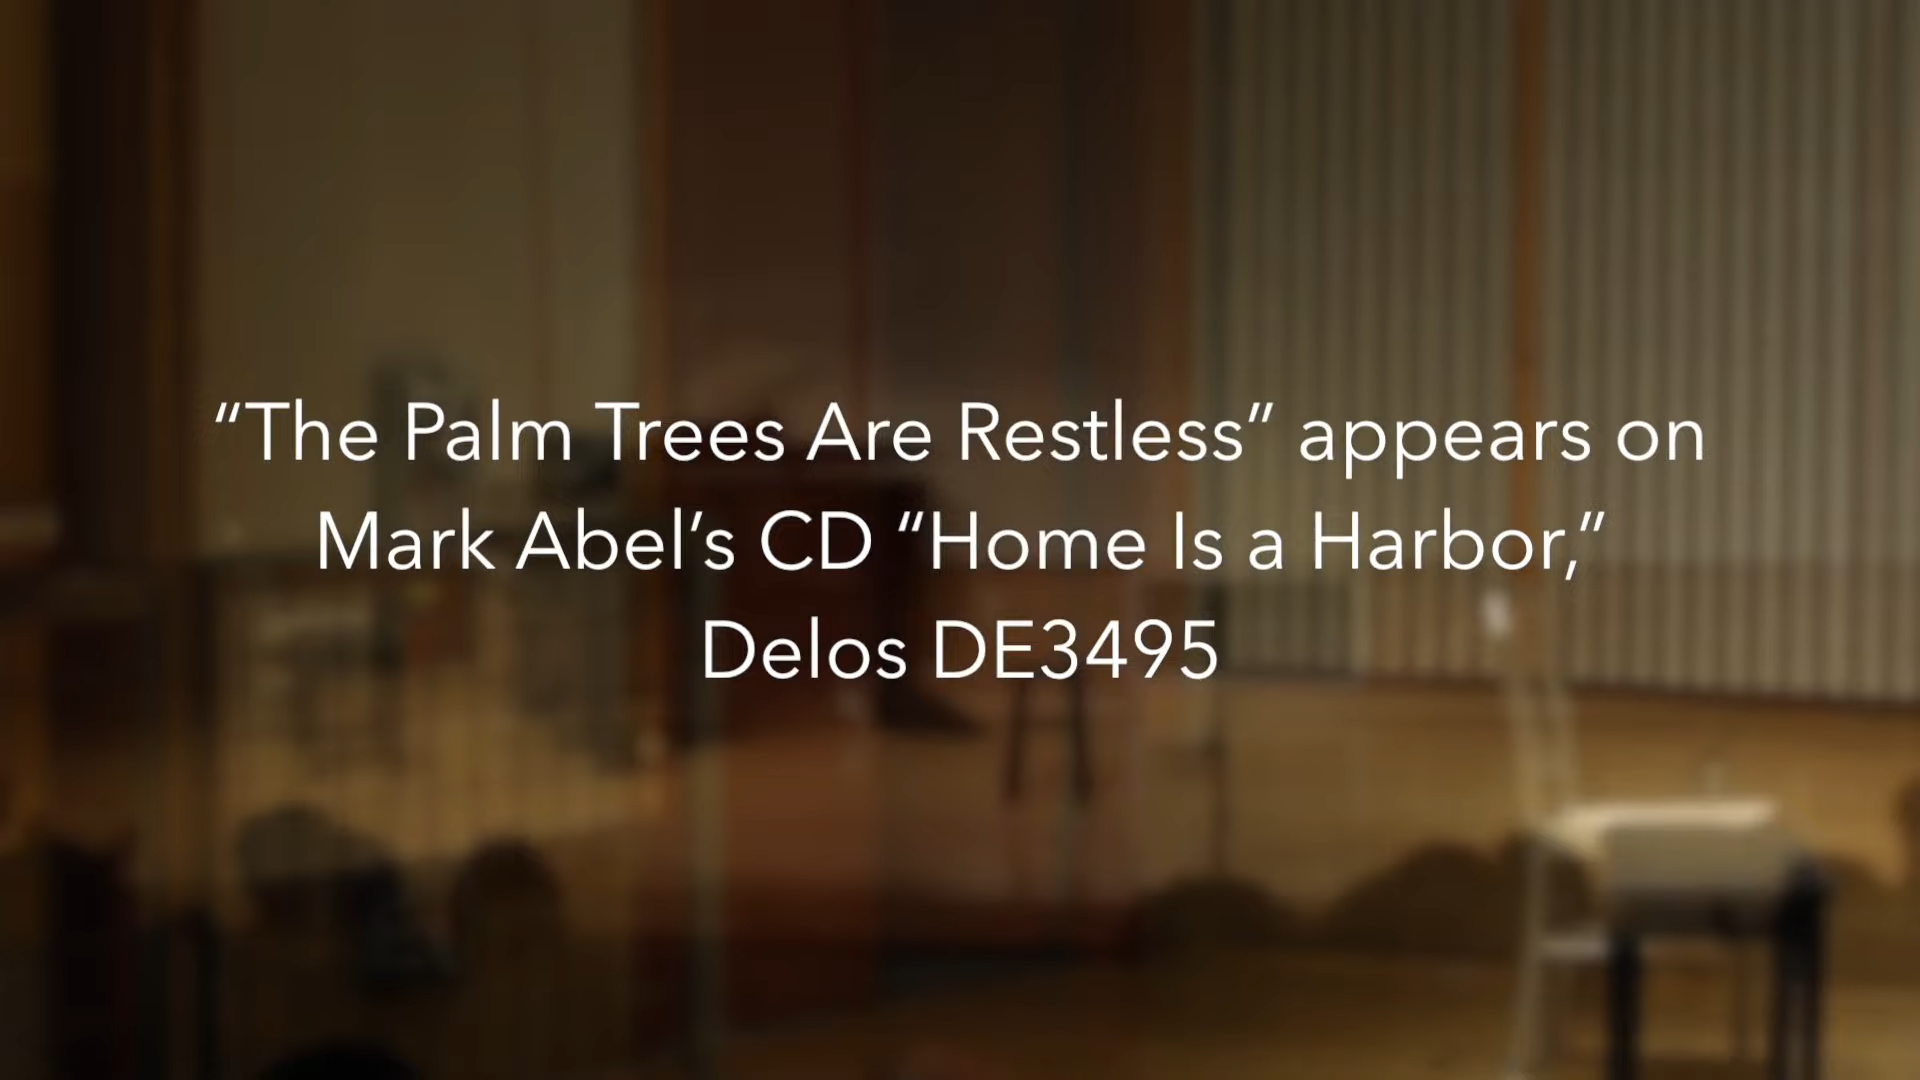 “The Palm Trees Are Restless” appears on
Mark Abel’s CD “Home Is a Harbor,”
Delos DE3495